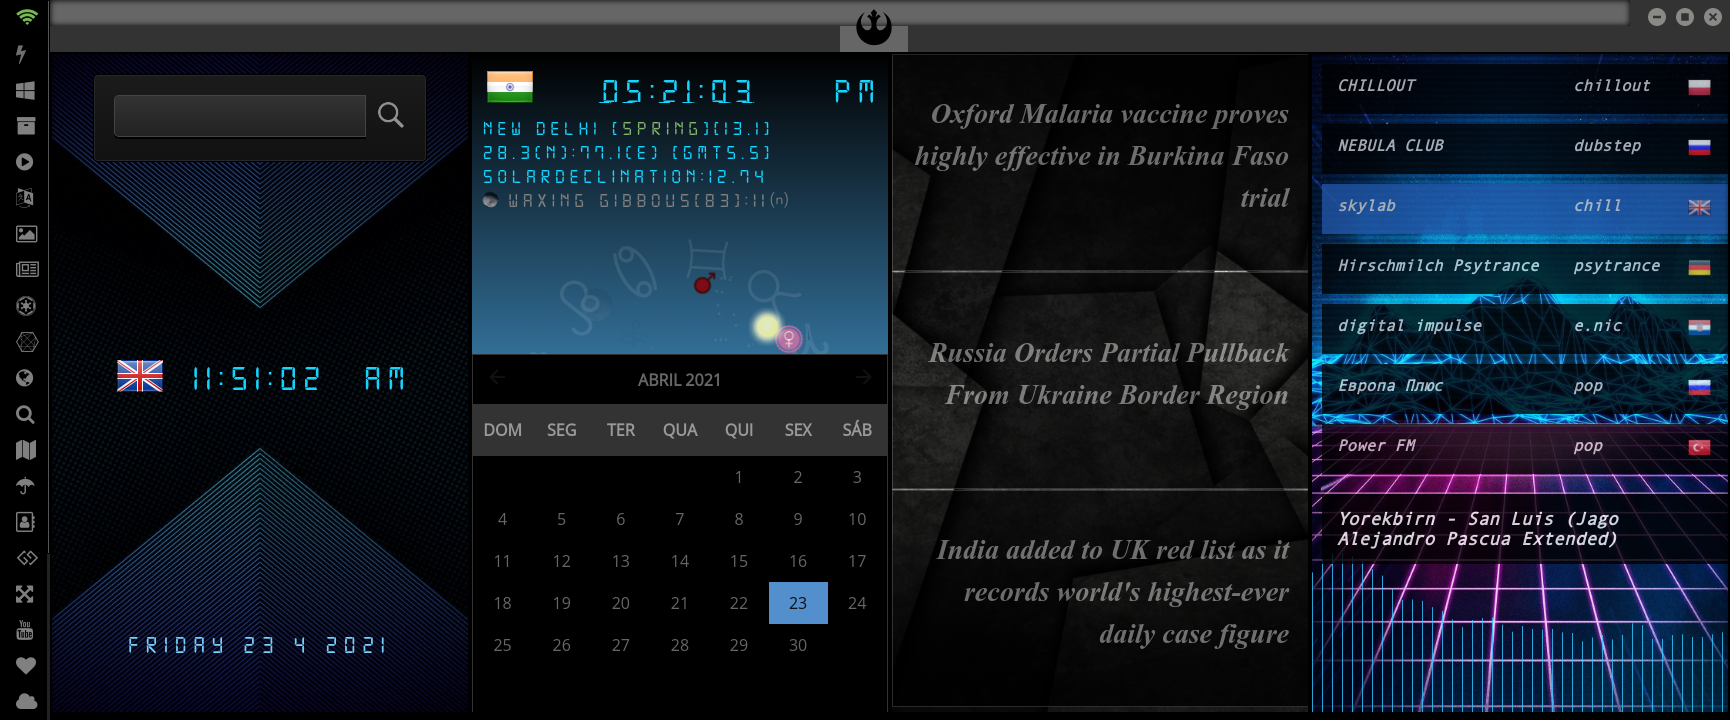 11:51:02 AM
FRIDAY 23 4 2021
05:21:03 PM
NEW DELHI [SPRING][13.1]
28.3(N):77.1(E) [GMT5.5]
SOLARDECLINATION:12.74
WAXING GIBBOUS[83]:11(n)
ABRIL 2021
DOM SEG TER QUA QUI SEX SÁB
1 2 3
4 5 6 7 8 9 10
11 12 13 14 15 16 17
18 19 20 21 22 23 24
25 26 27 28 29 30
Oxford Malaria vaccine proves
highly effective in Burkina Faso
trial
Russia Orders Partial Pullback
From Ukraine Border Region
India added to UK red list as it
records world's highest-ever
daily case figure
CHILLOUT chillout
NEBULA CLUB dubstep
skylab chill
Hirschmilch Psytrance psytrance
digital impulse e.nic
Европа Плюс pop
Power FM pop
Yorekbirn - San Luis (Jago
Alejandro Pascua Extended)
You
Tube